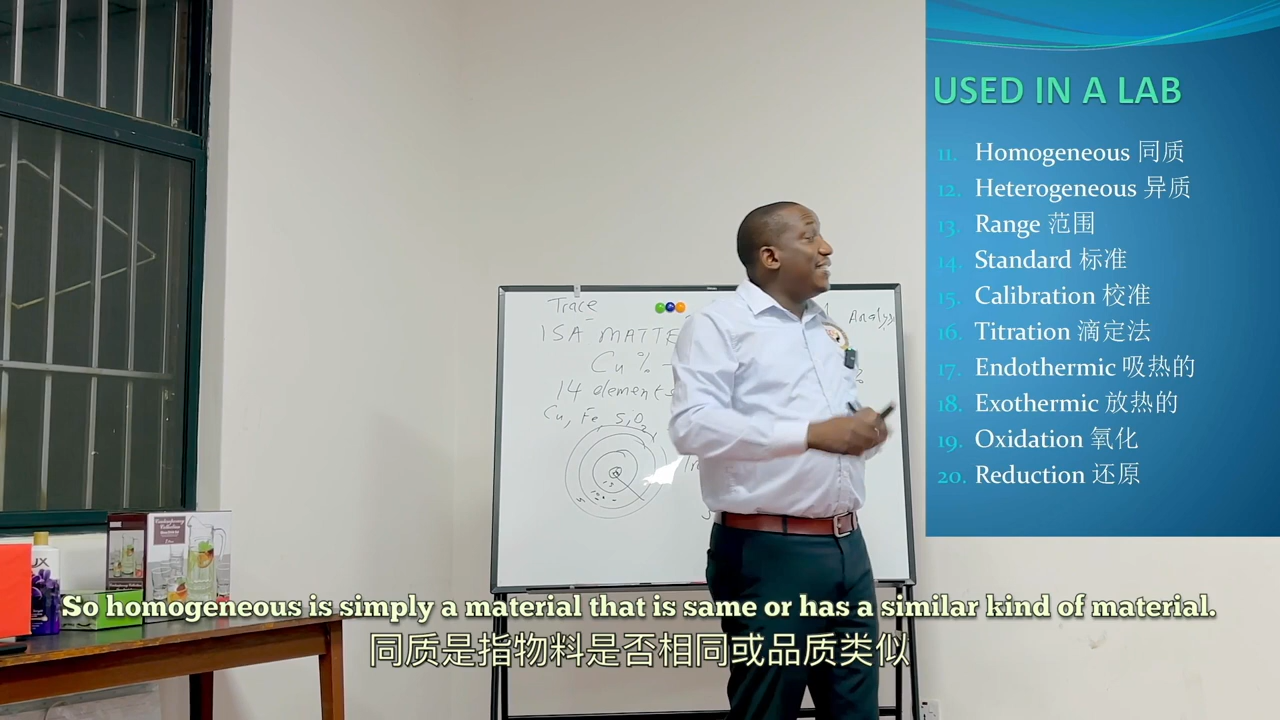 USED IN A LAB
11. Homogeneous 同质
12. Heterogeneous 异质
13. Range 范围
14. Standard 标准
15. Calibration 校准
16. Titration 滴定法
17. Endothermic 吸热的
18. Exothermic 放热的
19. Oxidation 氧化
20. Reduction 还原
Trace
ISA MATTE
Cu %
14 elements
Cu, Fe, SiO2
So homogeneous is simply a material that is same or has a similar kind of material.
同质是指物料是否相同或品质类似